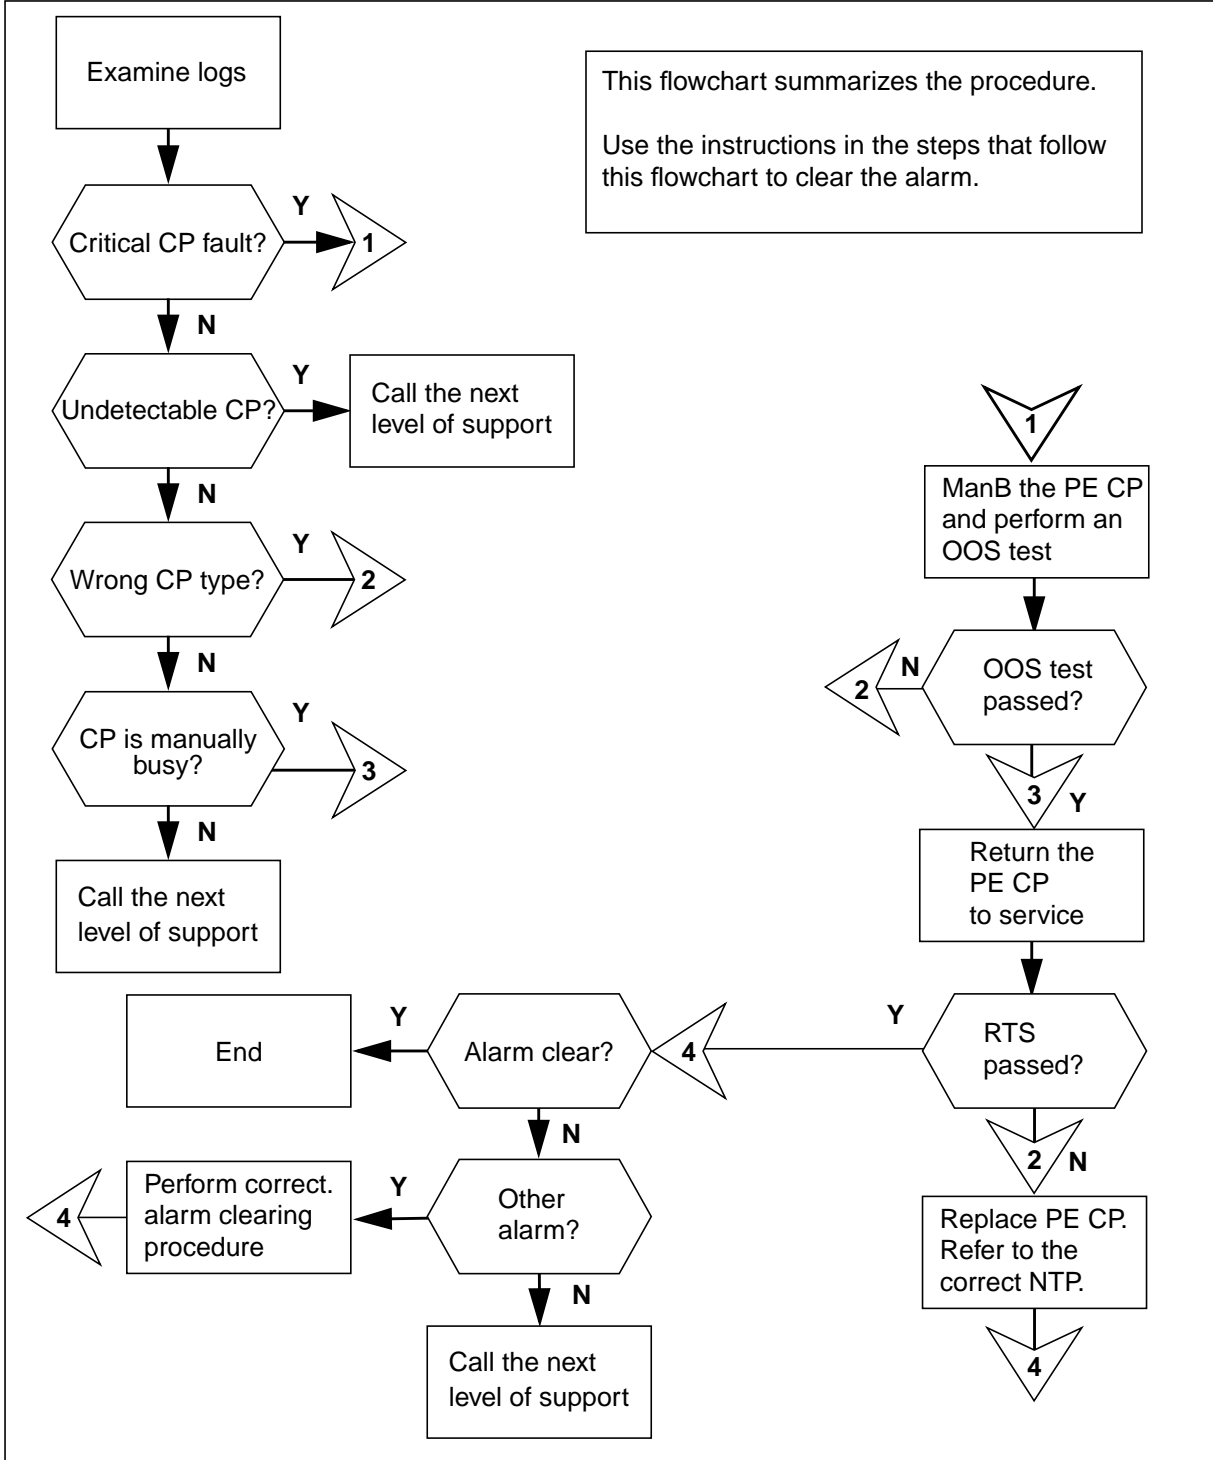 Examine logs
This flowchart summarizes the procedure.
Use the instructions in the steps that follow
this flowchart to clear the alarm.
Critical CP fault?
Y
1
N
Undetectable CP?
Y
Call the next
level of support
N
Wrong CP type?
Y
2
N
CP is manually
busy?
Y
3
N
Call the next
level of support
1
ManB the PE CP
and perform an
OOS test
OOS test
passed?
N
2
3
Y
Return the
PE CP
to service
RTS
passed?
Y
4
Alarm clear?
Y
End
N
2
N
Other
alarm?
Y
Perform correct.
alarm clearing
procedure
4
N
Call the next
level of support
Replace PE CP.
Refer to the
correct NTP.
4